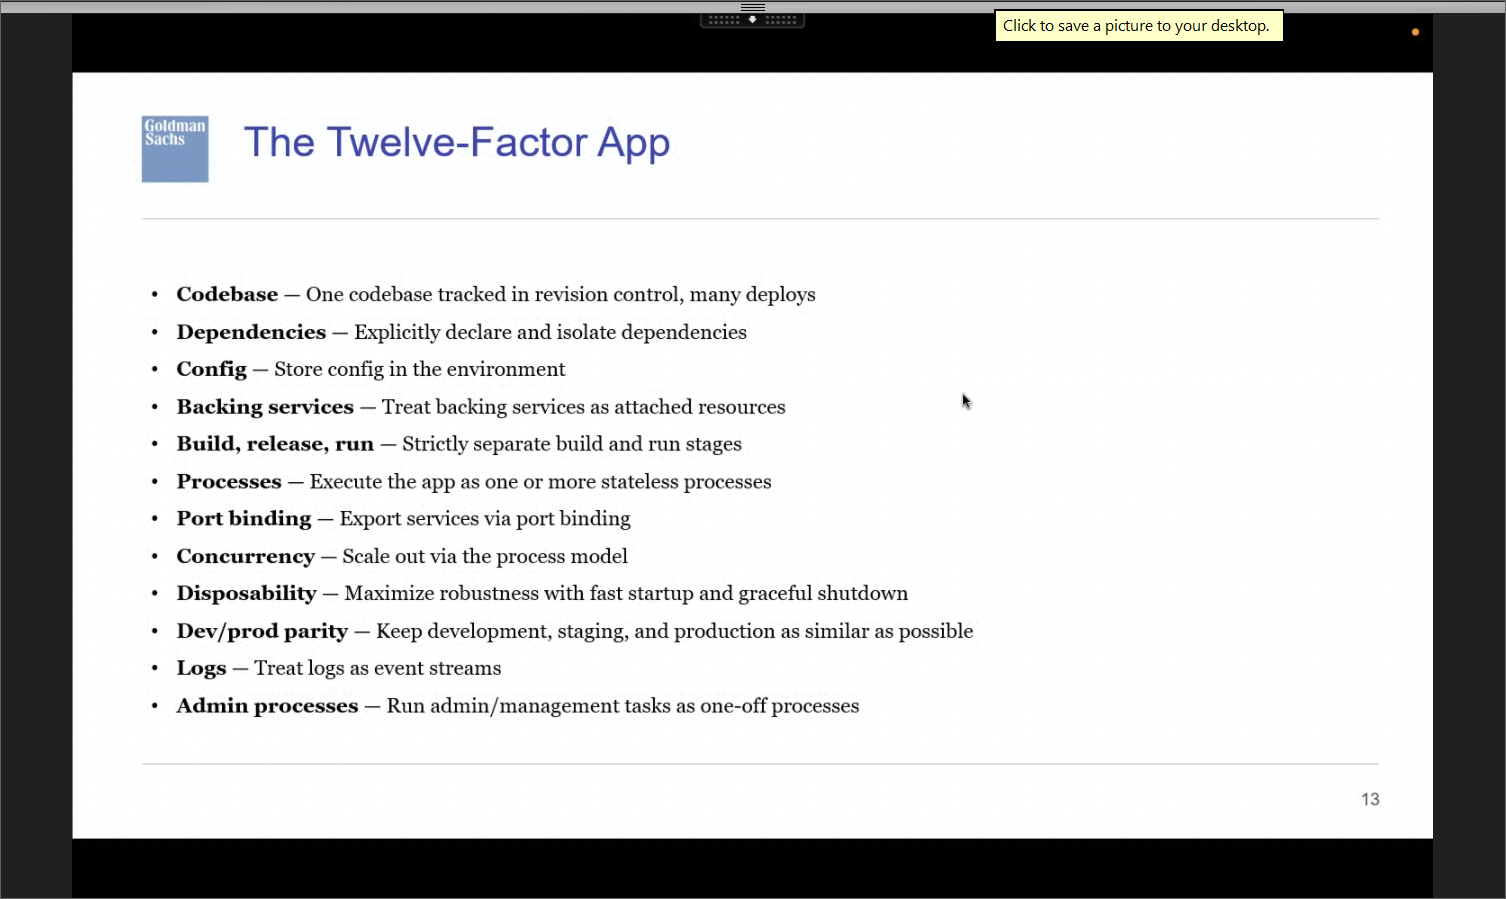 Click to save a picture to your desktop.
Goldman
Sachs
The Twelve-Factor App
• Codebase — One codebase tracked in revision control, many deploys
• Dependencies — Explicitly declare and isolate dependencies
• Config — Store config in the environment
• Backing services — Treat backing services as attached resources
• Build, release, run — Strictly separate build and run stages
• Processes — Execute the app as one or more stateless processes
• Port binding — Export services via port binding
• Concurrency — Scale out via the process model
• Disposability — Maximize robustness with fast startup and graceful shutdown
• Dev/prod parity — Keep development, staging, and production as similar as possible
• Logs — Treat logs as event streams
• Admin processes — Run admin/management tasks as one-off processes
13